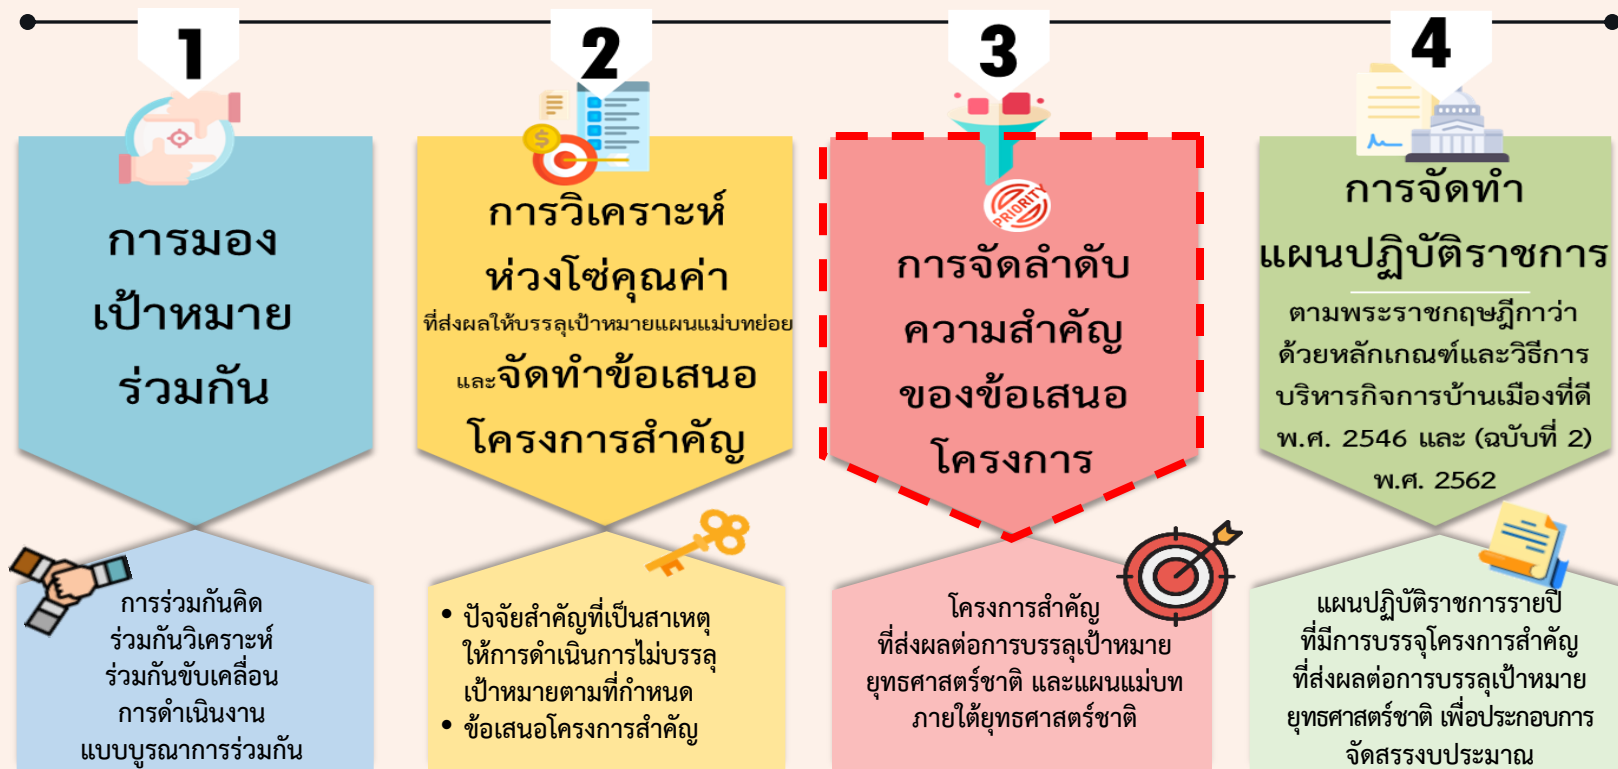 1
การมอง
เป้าหมาย
ร่วมกัน
การร่วมกันคิด
ร่วมกันวิเคราะห์
ร่วมกันขับเคลื่อน
การดำเนินงาน
แบบบูรณาการร่วมกัน
2
$
การวิเคราะห์
ห่วงโซ่คุณค่า
ที่ส่งผลให้บรรลุเป้าหมายแผนแม่บทย่อย
และจัดทำข้อเสนอ
โครงการสำคัญ
• ปัจจัยสำคัญที่เป็นสาเหตุ
ให้การดำเนินการไม่บรรลุ
เป้าหมายตามที่กำหนด
• ข้อเสนอโครงการสำคัญ
3
PRIORITY
การจัดลำดับ
ความสำคัญ
ของข้อเสนอ
โครงการ
โครงการสำคัญ
ที่ส่งผลต่อการบรรลุเป้าหมาย
ยุทธศาสตร์ชาติ และแผนแม่บท
ภายใต้ยุทธศาสตร์ชาติ
4
การจัดทำ
แผนปฏิบัติราชการ
ตามพระราชกฤษฎีกาว่า
ด้วยหลักเกณฑ์และวิธีการ
บริหารกิจการบ้านเมืองที่ดี
พ.ศ. 2546 และ (ฉบับที่ 2)
พ.ศ. 2562
แผนปฏิบัติราชการรายปี
ที่มีการบรรจุโครงการสำคัญ
ที่ส่งผลต่อการบรรลุเป้าหมาย
ยุทธศาสตร์ชาติ เพื่อประกอบการ
จัดสรรงบประมาณ